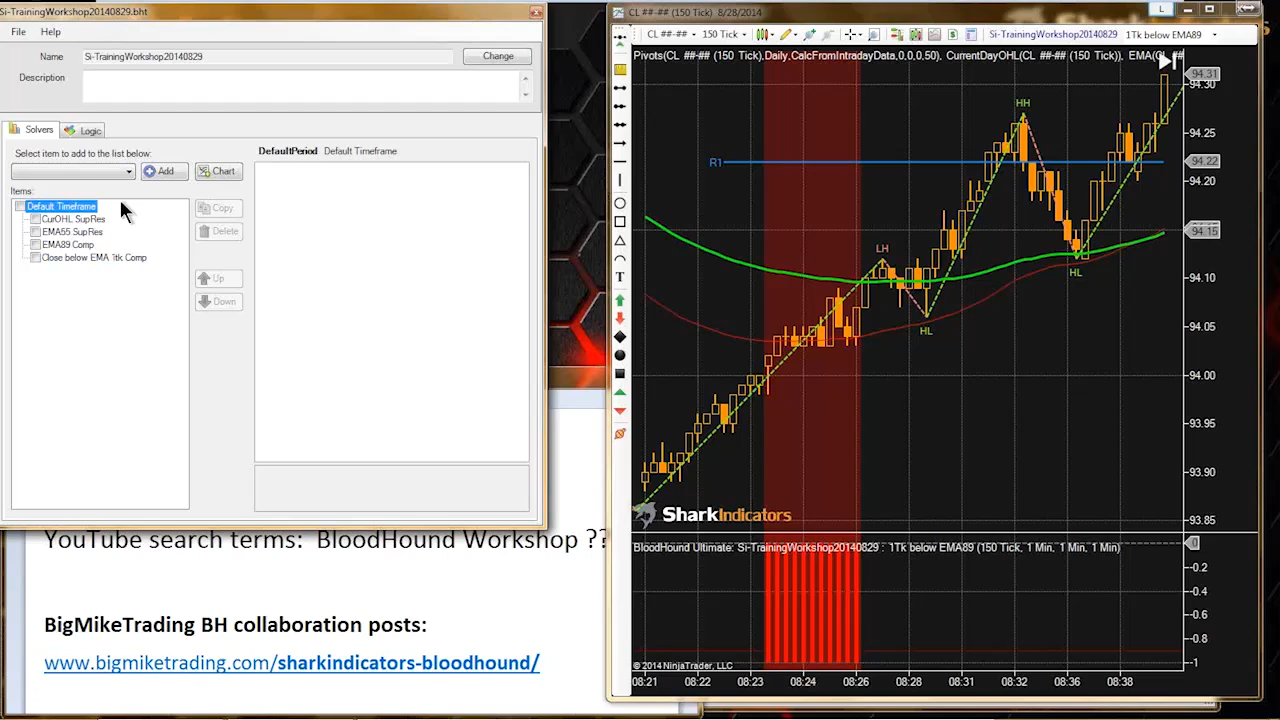 Si-TrainingWorkshop20140829.bht
File Help
Name Si-TrainingWorkshop20140829 Change
Description
Solvers Logic
Select item to add to the list below:
Add Chart
Items:
Default Timeframe
CurOHL SupRes
EMA55 SupRes
EMA89 Comp
Close below EMA 1tk Comp
Copy
Delete
Up
Down
DefaultPeriod Default Timeframe
YouTube search terms: BloodHound Workshop ??
BigMikeTrading BH collaboration posts:
www.bigmiketrading.com/sharkindicators-bloodhound/
CL ##-## (150 Tick) 8/28/2014
L
CL ##-## 150 Tick Si-TrainingWorkshop20140829 1Tk below EMA89
Pivots(CL ##-## (150 Tick),Daily,CalcFromIntradayData,0,0,0,50), CurrentDayOHL(CL ##-## (150 Tick)), EMA(CL ##-##
T
HH
R1
LH
HL
HL
94.31
94.30
94.25
94.22
94.20
94.15
94.10
94.05
94.00
93.95
93.90
93.85
SharkIndicators
BloodHound Ultimate: Si-TrainingWorkshop20140829 : 1Tk below EMA89 (150 Tick, 1 Min, 1 Min, 1 Min)
0
-0.2
-0.4
-0.6
-0.8
-1
© 2014 NinjaTrader, LLC
08:21 08:22 08:23 08:24 08:26 08:28 08:31 08:32 08:36 08:38